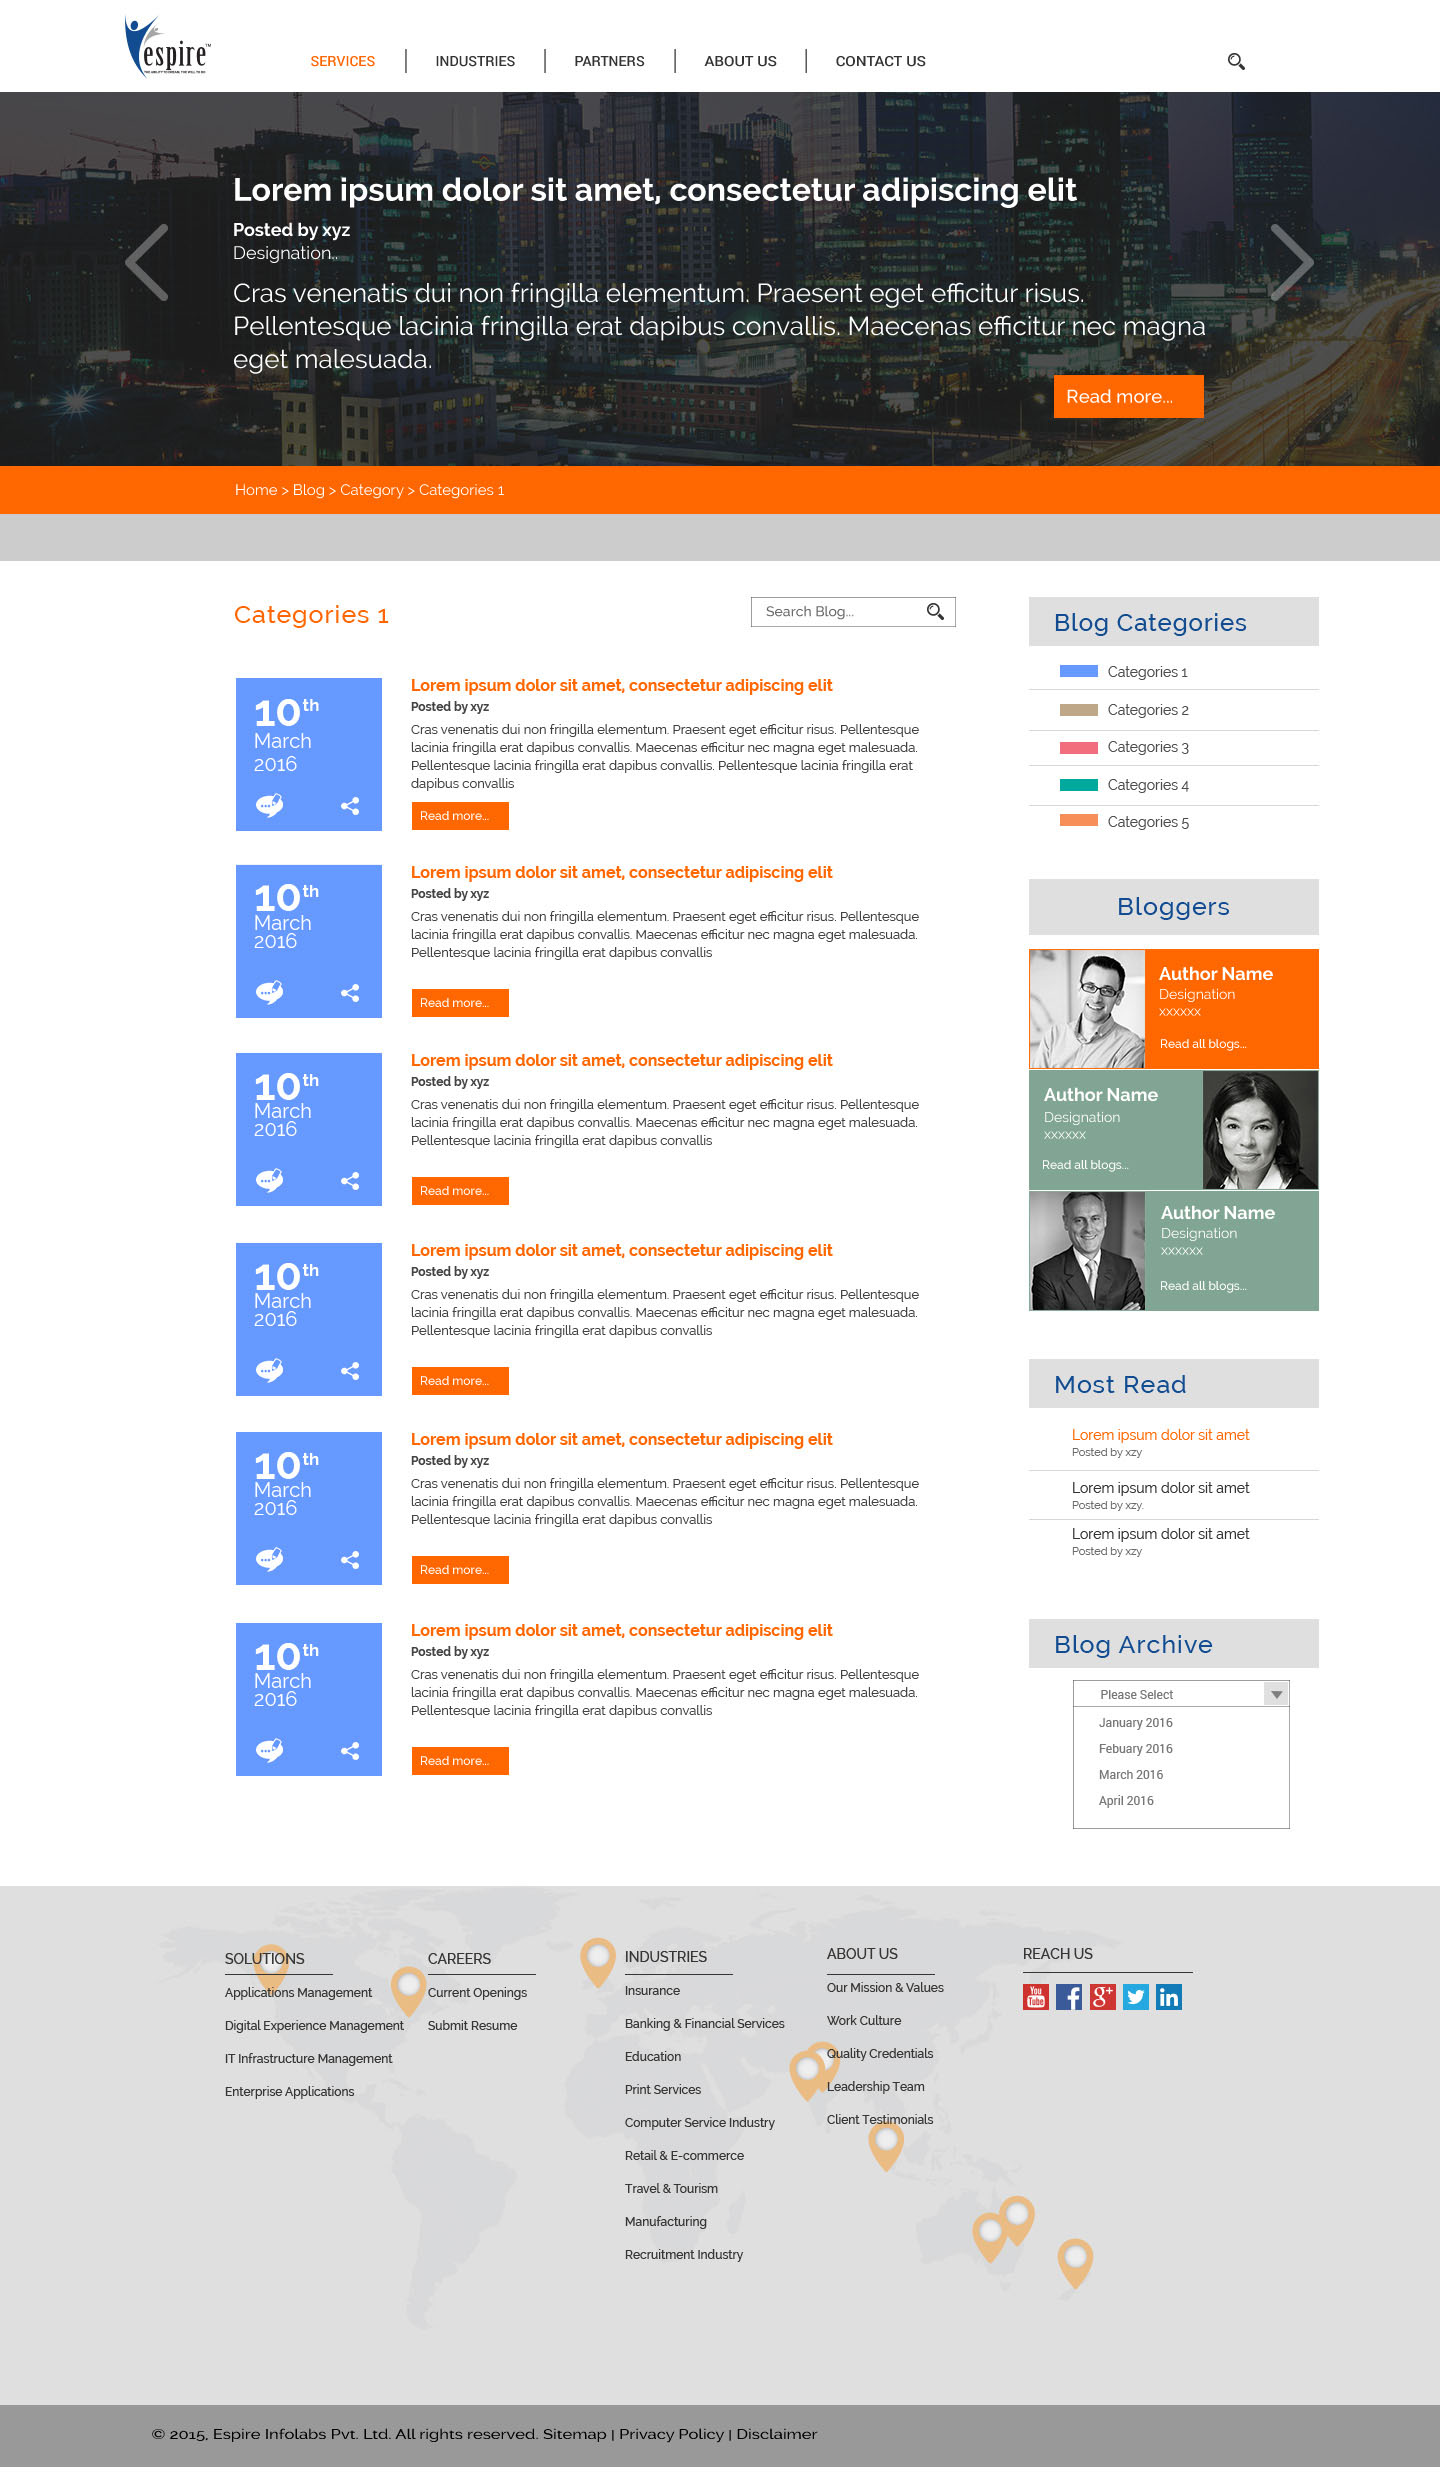 espire™
SERVICES | INDUSTRIES | PARTNERS | ABOUT US | CONTACT US
Lorem ipsum dolor sit amet, consectetur adipiscing elit
Posted by xyz
Designation..
Cras venenatis dui non fringilla elementum. Praesent eget efficitur risus.
Pellentesque lacinia fringilla erat dapibus convallis. Maecenas efficitur nec magna
eget malesuada.
Read more...
Home > Blog > Category > Categories 1
Categories 1
Search Blog...
10th
March
2016
Lorem ipsum dolor sit amet, consectetur adipiscing elit
Posted by xyz
Cras venenatis dui non fringilla elementum. Praesent eget efficitur risus. Pellentesque
lacinia fringilla erat dapibus convallis. Maecenas efficitur nec magna eget malesuada.
Pellentesque lacinia fringilla erat dapibus convallis. Pellentesque lacinia fringilla erat
dapibus convallis
Read more...
10th
March
2016
Lorem ipsum dolor sit amet, consectetur adipiscing elit
Posted by xyz
Cras venenatis dui non fringilla elementum. Praesent eget efficitur risus. Pellentesque
lacinia fringilla erat dapibus convallis. Maecenas efficitur nec magna eget malesuada.
Pellentesque lacinia fringilla erat dapibus convallis
Read more...
10th
March
2016
Lorem ipsum dolor sit amet, consectetur adipiscing elit
Posted by xyz
Cras venenatis dui non fringilla elementum. Praesent eget efficitur risus. Pellentesque
lacinia fringilla erat dapibus convallis. Maecenas efficitur nec magna eget malesuada.
Pellentesque lacinia fringilla erat dapibus convallis
Read more...
10th
March
2016
Lorem ipsum dolor sit amet, consectetur adipiscing elit
Posted by xyz
Cras venenatis dui non fringilla elementum. Praesent eget efficitur risus. Pellentesque
lacinia fringilla erat dapibus convallis. Maecenas efficitur nec magna eget malesuada.
Pellentesque lacinia fringilla erat dapibus convallis
Read more...
10th
March
2016
Lorem ipsum dolor sit amet, consectetur adipiscing elit
Posted by xyz
Cras venenatis dui non fringilla elementum. Praesent eget efficitur risus. Pellentesque
lacinia fringilla erat dapibus convallis. Maecenas efficitur nec magna eget malesuada.
Pellentesque lacinia fringilla erat dapibus convallis
Read more...
10th
March
2016
Lorem ipsum dolor sit amet, consectetur adipiscing elit
Posted by xyz
Cras venenatis dui non fringilla elementum. Praesent eget efficitur risus. Pellentesque
lacinia fringilla erat dapibus convallis. Maecenas efficitur nec magna eget malesuada.
Pellentesque lacinia fringilla erat dapibus convallis
Read more...
Blog Categories
Categories 1
Categories 2
Categories 3
Categories 4
Categories 5
Bloggers
Author Name
Designation
xxxxxx
Read all blogs...
Author Name
Designation
xxxxxx
Read all blogs...
Author Name
Designation
xxxxxx
Read all blogs...
Most Read
Lorem ipsum dolor sit amet
Posted by xzy
Lorem ipsum dolor sit amet
Posted by xzy.
Lorem ipsum dolor sit amet
Posted by xzy
Blog Archive
Please Select
January 2016
Febuary 2016
March 2016
April 2016
SOLUTIONS
Applications Management
Digital Experience Management
IT Infrastructure Management
Enterprise Applications
CAREERS
Current Openings
Submit Resume
INDUSTRIES
Insurance
Banking & Financial Services
Education
Print Services
Computer Service Industry
Retail & E-commerce
Travel & Tourism
Manufacturing
Recruitment Industry
ABOUT US
Our Mission & Values
Work Culture
Quality Credentials
Leadership Team
Client Testimonials
REACH US
You Tube f g+ in
© 2015, Espire Infolabs Pvt. Ltd. All rights reserved. Sitemap | Privacy Policy | Disclaimer